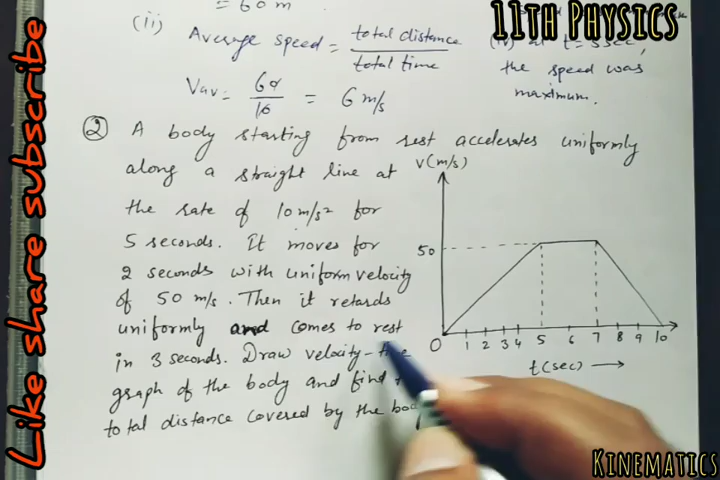 = 60 m
11th Physics
(ii) Average speed = total distance / total time
(iv) at t = 5sec,
the speed was
maximum.
Vav = 60/10 = 6 m/s
② A body starting from rest accelerates uniformly
along a straight line at
the rate of 10 m/s² for
5 seconds. It moves for
2 seconds with uniform velocity
of 50 m/s. Then it retards
uniformly and comes to rest
in 3 seconds. Draw velocity-
graph of the body and find
total distance covered by the
V(m/s)
50
O 1 2 3 4 5 6 7 8 9 10
t(sec) →
Like share subscribe
Kinematics